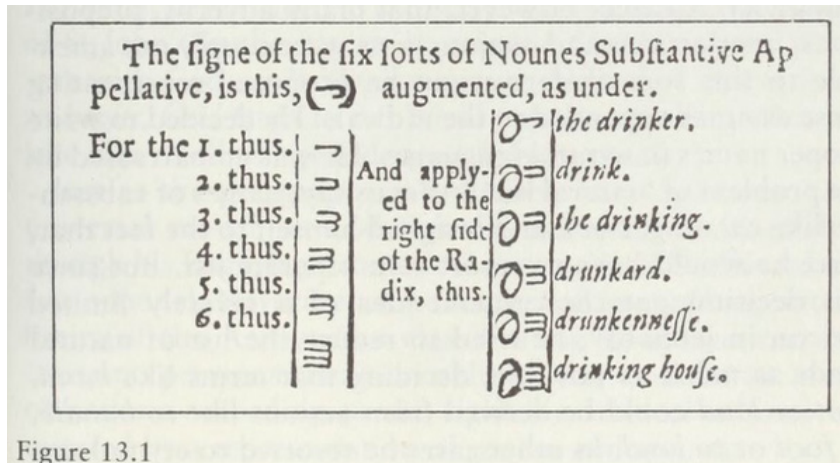 The ſigne of the ſix ſorts of Nounes Subſtantive Ap
pellative, is this, augmented, as under.
For the 1. thus.
2. thus.
3. thus.
4. thus.
5. thus.
6. thus.
And apply-
ed to the
right ſide
of the Ra-
dix, thus.
the drinker.
drink.
the drinking.
drunkard.
drunkenneſſe.
drinking houſe.
Figure 13.1